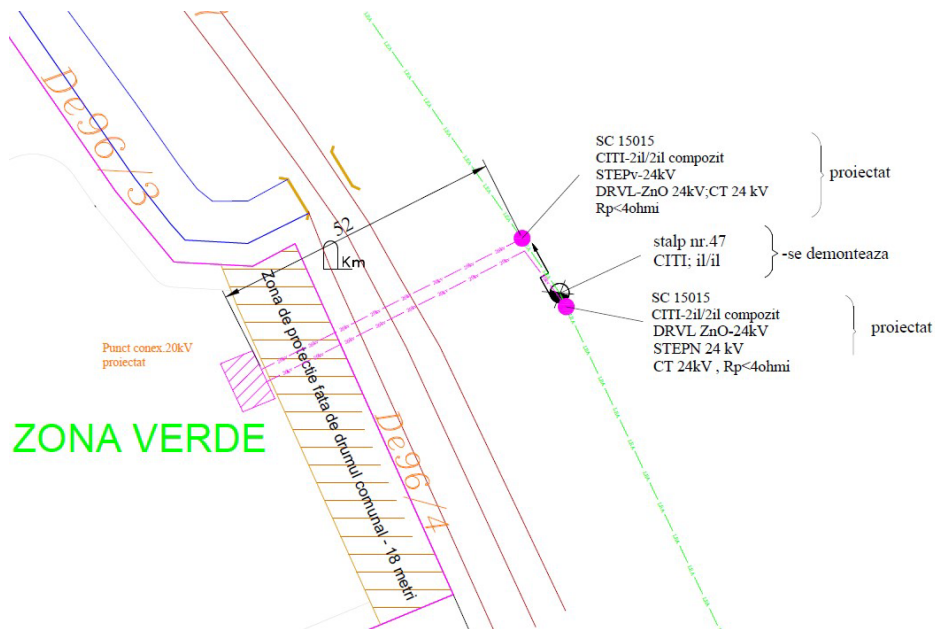 De96/3
SC 15015
CITI-2il/2il compozit
STEPv-24kV
DRVL-ZnO 24kV;CT 24 kV
Rp<4ohmi
proiectat
52
Km
stalp nr.47
CITI; il/il
-se demonteaza
SC 15015
CITI-2il/2il compozit
DRVL ZnO-24kV
STEPN 24 kV
CT 24kV , Rp<4ohmi
proiectat
Punct conex.20kV
proiectat
Zona de protectie fata de drumul comunal - 18 metri
ZONA VERDE
De96/4
LEA